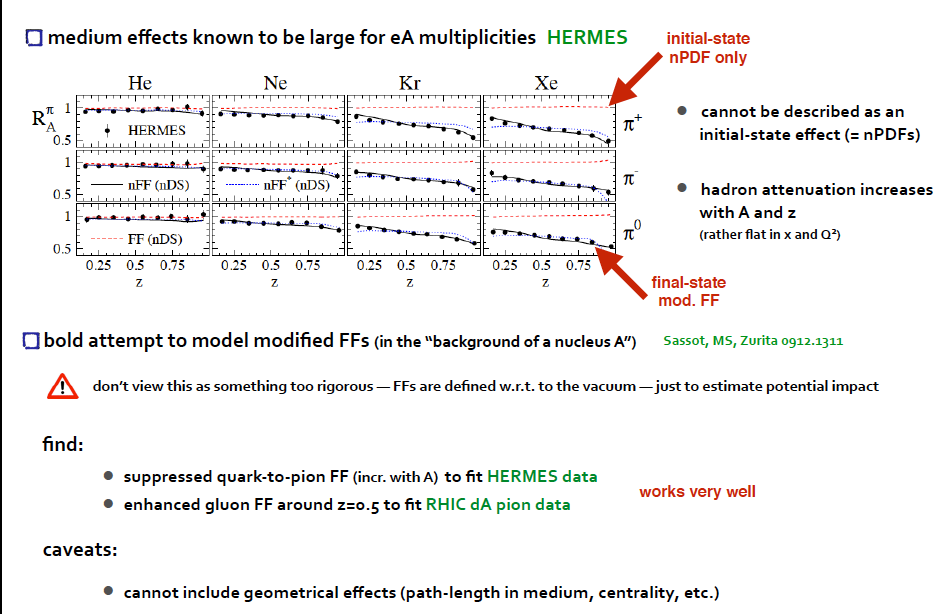 medium effects known to be large for eA multiplicities HERMES
initial-state
nPDF only
He Ne Kr Xe
R_A^π
1
0.5
HERMES
π+
1
0.5
nFF (nDS)
nFF* (nDS)
π-
1
0.5
FF (nDS)
π0
0.25 0.5 0.75 0.25 0.5 0.75 0.25 0.5 0.75 0.25 0.5 0.75
z z z z
cannot be described as an
initial-state effect (= nPDFs)
hadron attenuation increases
with A and z
(rather flat in x and Q²)
final-state
mod. FF
bold attempt to model modified FFs (in the “background of a nucleus A”) Sassot, MS, Zurita 0912.1311
don’t view this as something too rigorous — FFs are defined w.r.t. to the vacuum — just to estimate potential impact
find:
suppressed quark-to-pion FF (incr. with A) to fit HERMES data
enhanced gluon FF around z=0.5 to fit RHIC dA pion data
works very well
caveats:
cannot include geometrical effects (path-length in medium, centrality, etc.)